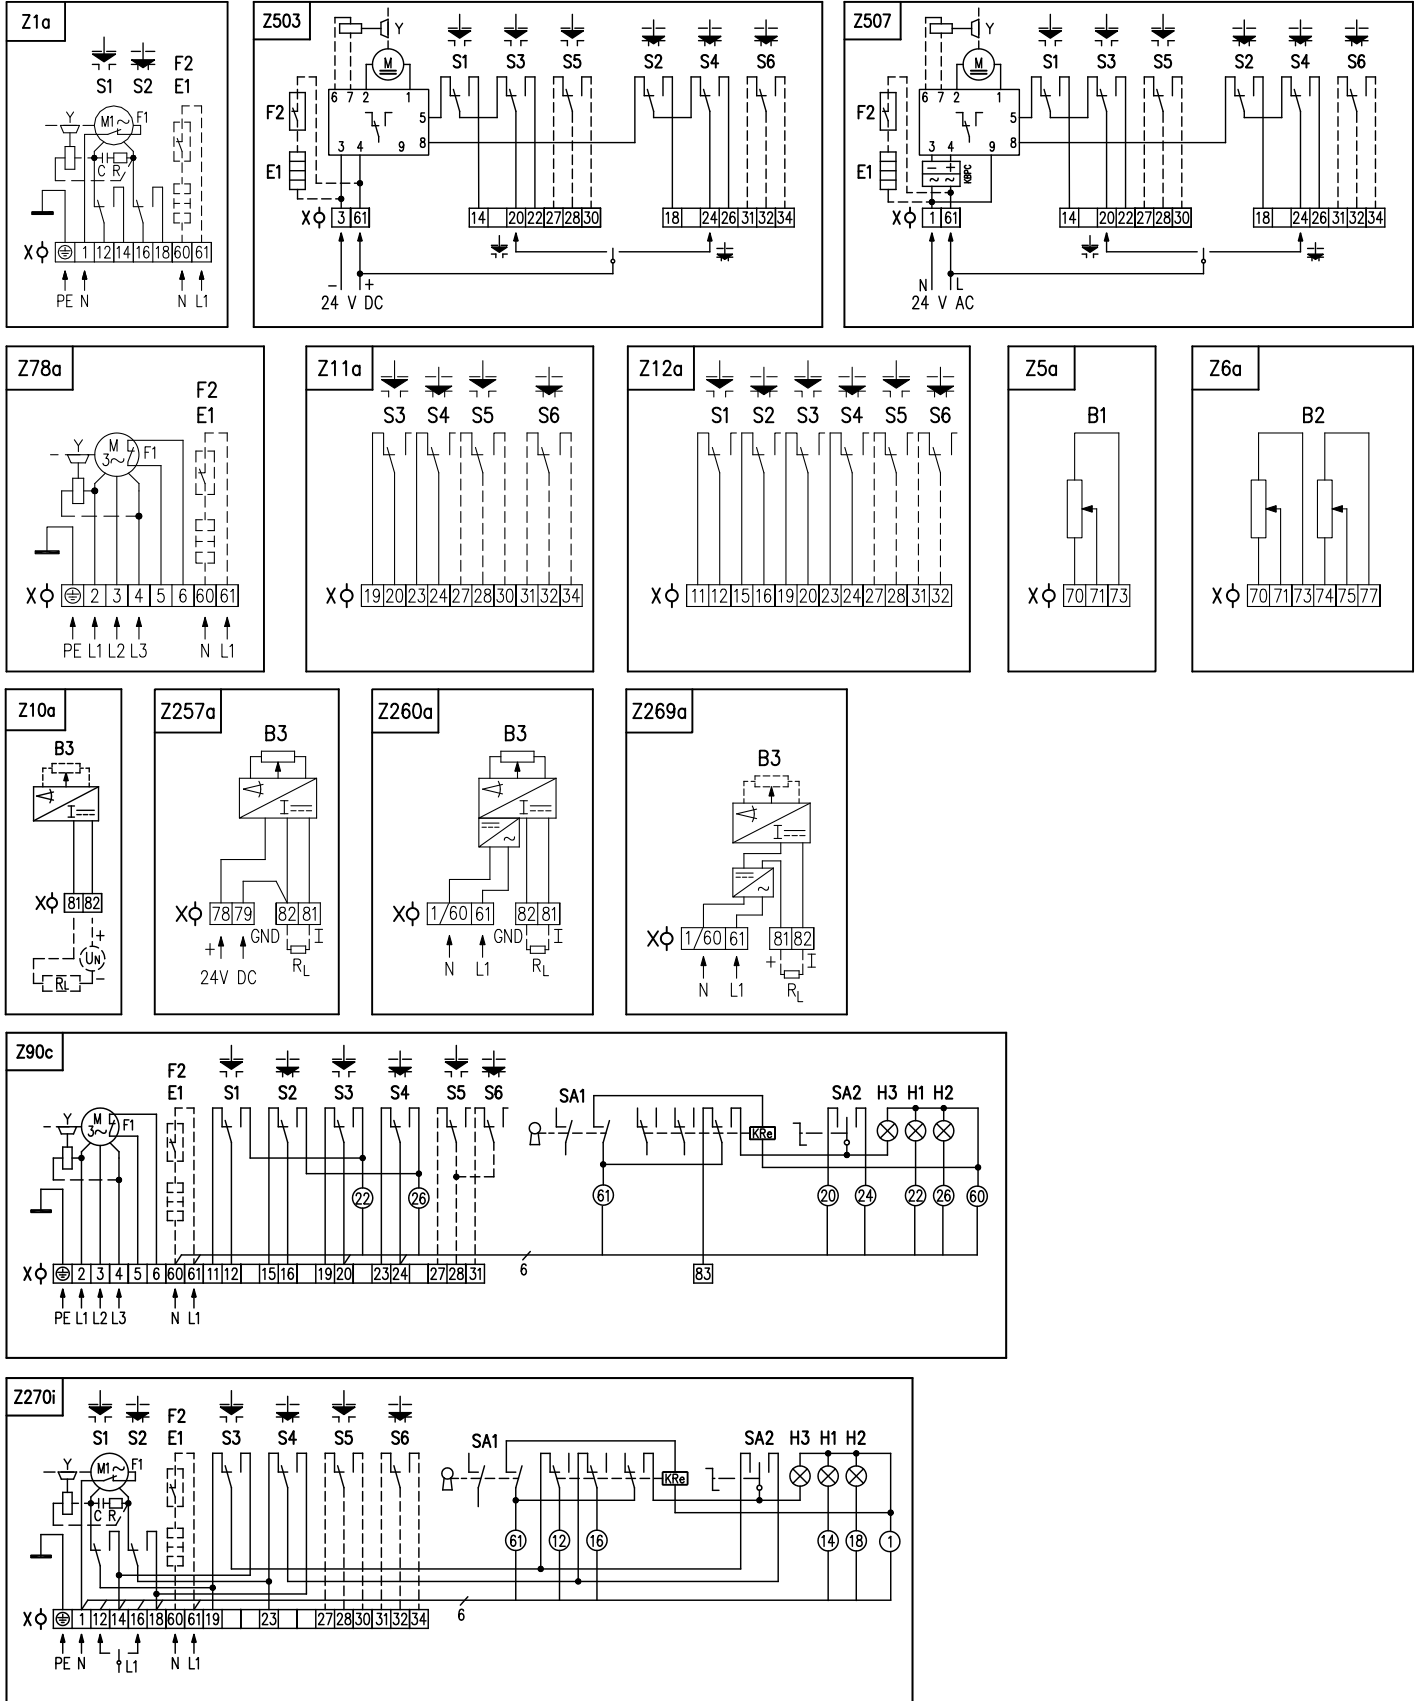 Z1a
S1 S2 F2
E1
Y M1~ F1
C R
X 1 12 14 16 18 60 61
PE N N L1
Z503
Y
M
S1 S3 S5 S2 S4 S6
F2
E1
6 7 2 1
5
8
3 4 9
X 3 61 14 20 22 27 28 30 18 24 26 31 32 34
− +
24 V DC
Z507
Y
M
S1 S3 S5 S2 S4 S6
F2
E1
6 7 2 1
5
8
3 4 9
− +
~ ~
KBPC
X 1 61 14 20 22 27 28 30 18 24 26 31 32 34
N L
24 V AC
Z78a
F2
E1
Y M 3~ F1
X 2 3 4 5 6 60 61
PE L1 L2 L3 N L1
Z11a
S3 S4 S5 S6
X 19 20 23 24 27 28 30 31 32 34
Z12a
S1 S2 S3 S4 S5 S6
X 11 12 15 16 19 20 23 24 27 28 31 32
Z5a
B1
X 70 71 73
Z6a
B2
X 70 71 73 74 75 77
Z10a
B3
I
X 81 82
+
UN
RL −
Z257a
B3
I
X 78 79 82 81
+ GND I
24V DC RL
Z260a
B3
I
~
X 1/60 61 82 81
GND I
N L1 RL
Z269a
B3
I
~
X 1/60 61 81 82
+ I
N L1 RL
Z90c
F2
E1 S1 S2 S3 S4 S5 S6 SA1 SA2 H3 H1 H2
Y M 3~ F1 KRe
22 26 61 20 24 22 26 60
6
X 2 3 4 5 6 60 61 11 12 15 16 19 20 23 24 27 28 31 83
PE L1 L2 L3 N L1
Z270i
F2
S1 S2 E1 S3 S4 S5 S6 SA1 SA2 H3 H1 H2
Y M1~ F1 KRe
C R
61 12 16 14 18 1
6
X 1 12 14 16 18 60 61 19 23 27 28 30 31 32 34
PE N L1 N L1